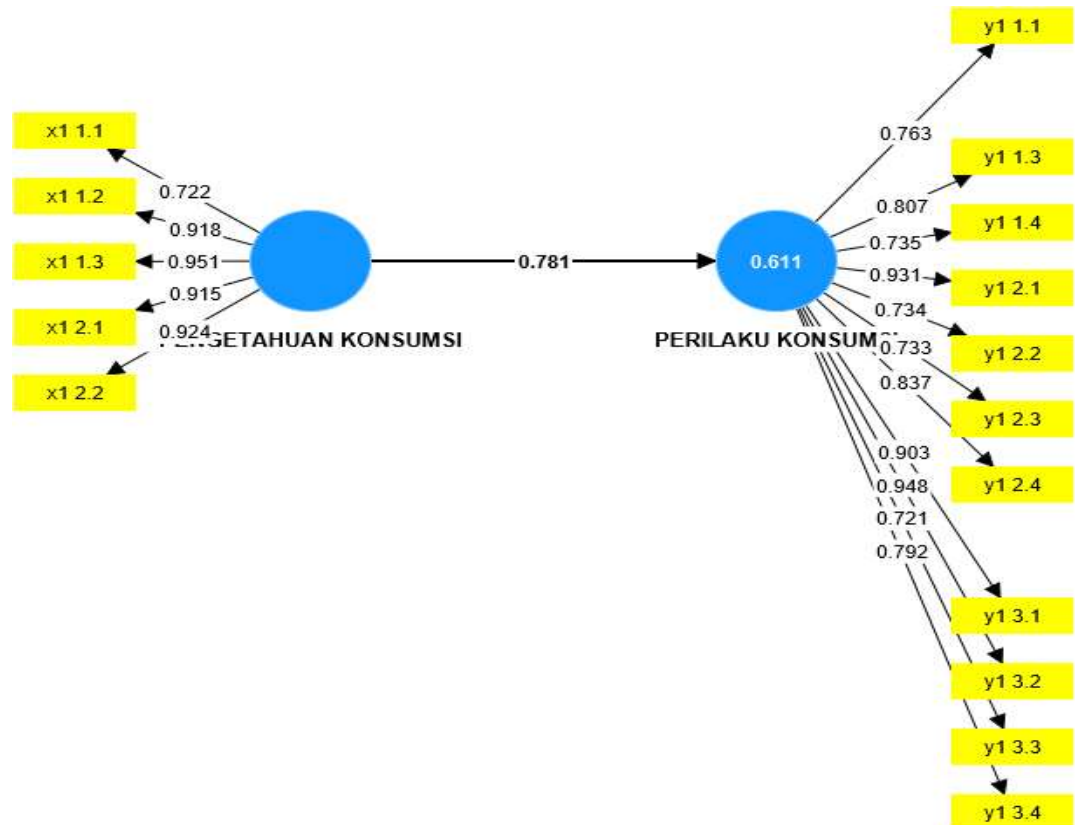 x1 1.1
x1 1.2
x1 1.3
x1 2.1
x1 2.2
0.722
0.918
0.951
0.915
0.924
KONSUMSI
0.781
0.611
PERILAKU
0.763
0.807
0.735
0.931
0.734
0.733
0.837
0.903
0.948
0.721
0.792
y1 1.1
y1 1.3
y1 1.4
y1 2.1
y1 2.2
y1 2.3
y1 2.4
y1 3.1
y1 3.2
y1 3.3
y1 3.4